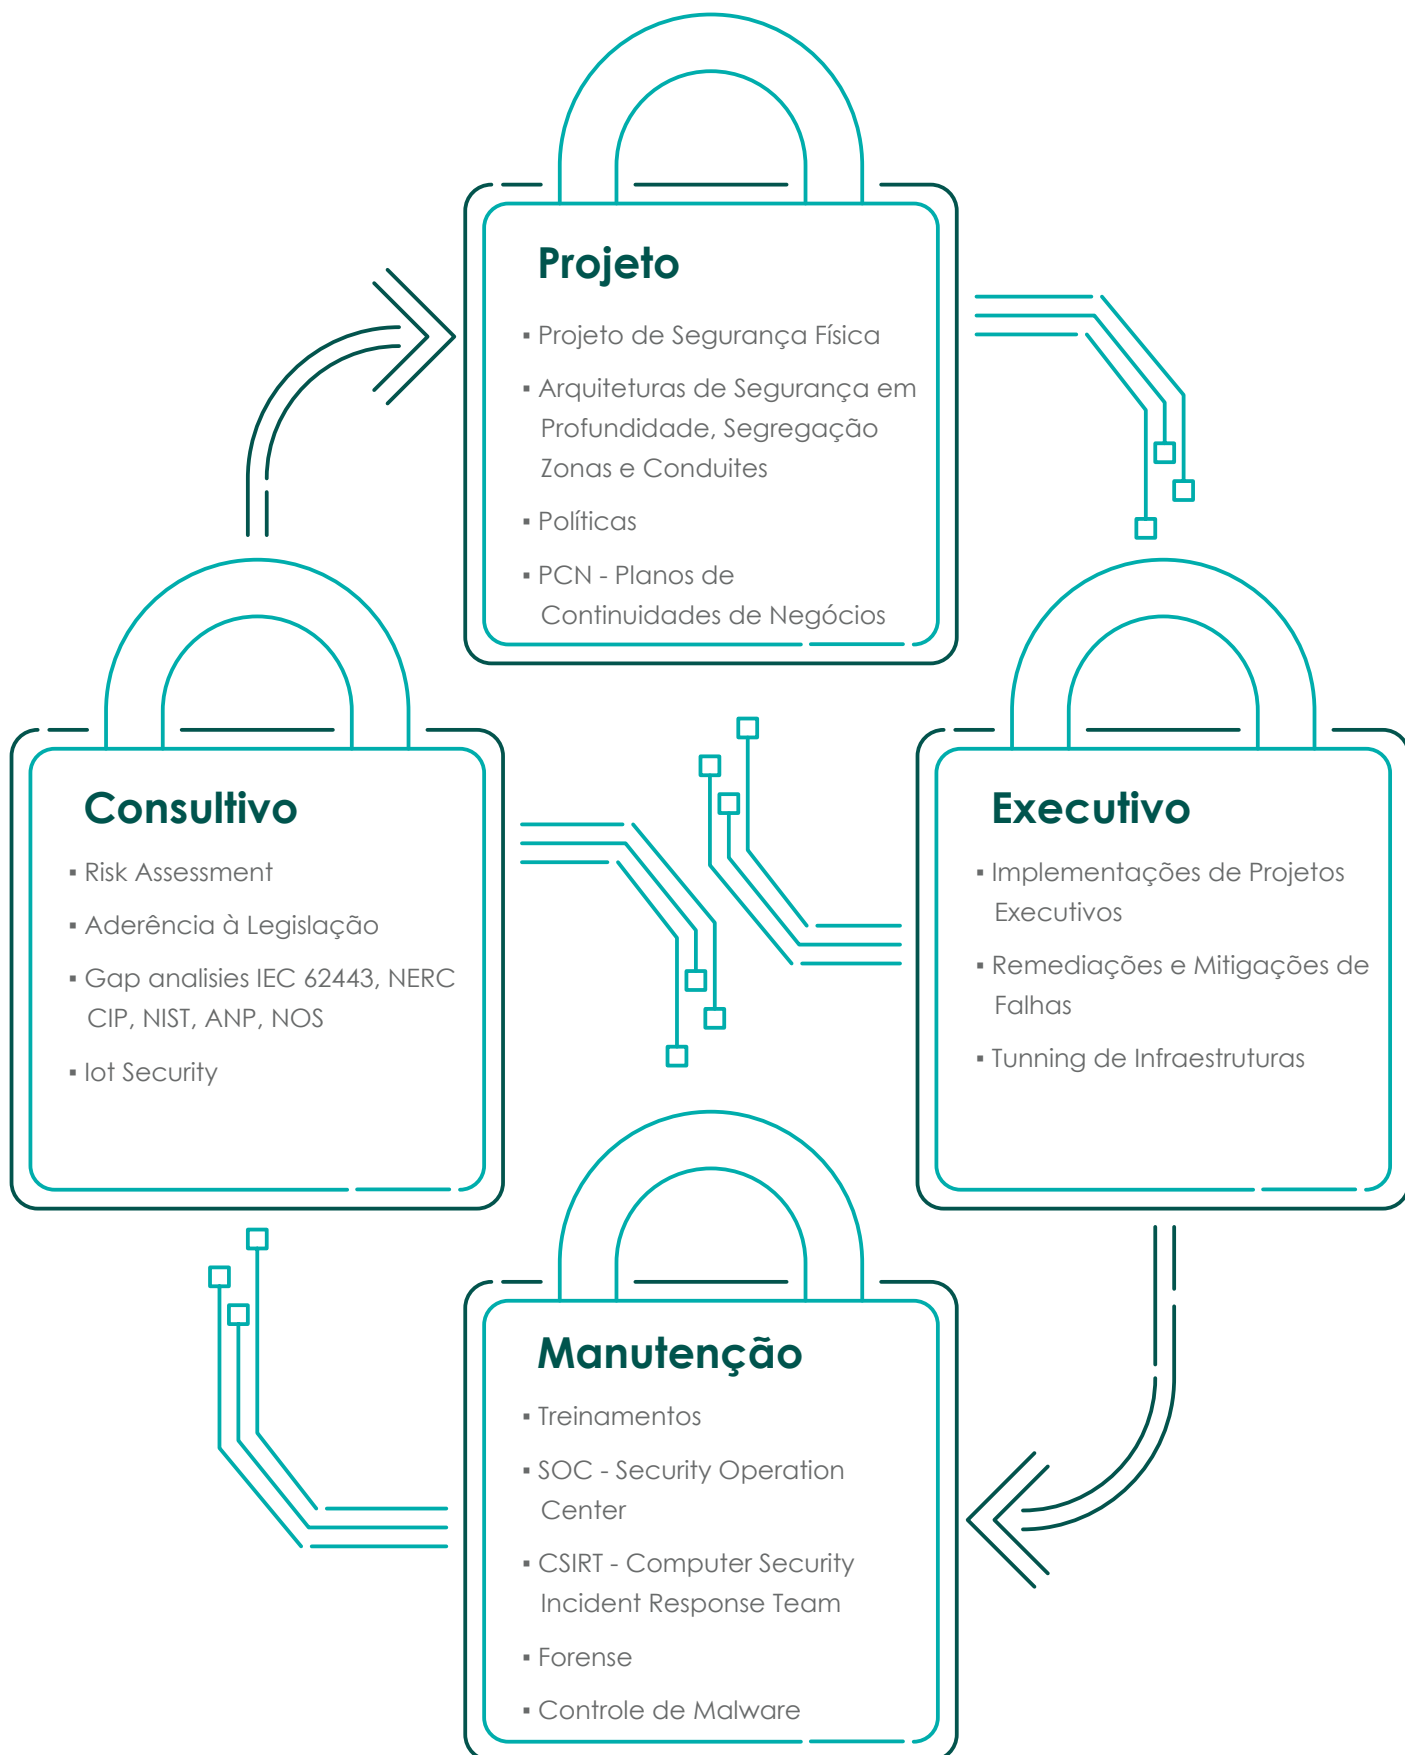 Projeto
▪ Projeto de Segurança Física
▪ Arquiteturas de Segurança em
Profundidade, Segregação
Zonas e Conduites
▪ Políticas
▪ PCN - Planos de
Continuidades de Negócios
Consultivo
▪ Risk Assessment
▪ Aderência à Legislação
▪ Gap analisies IEC 62443, NERC
CIP, NIST, ANP, NOS
▪ Iot Security
Executivo
▪ Implementações de Projetos
Executivos
▪ Remediações e Mitigações de
Falhas
▪ Tunning de Infraestruturas
Manutenção
▪ Treinamentos
▪ SOC - Security Operation
Center
▪ CSIRT - Computer Security
Incident Response Team
▪ Forense
▪ Controle de Malware